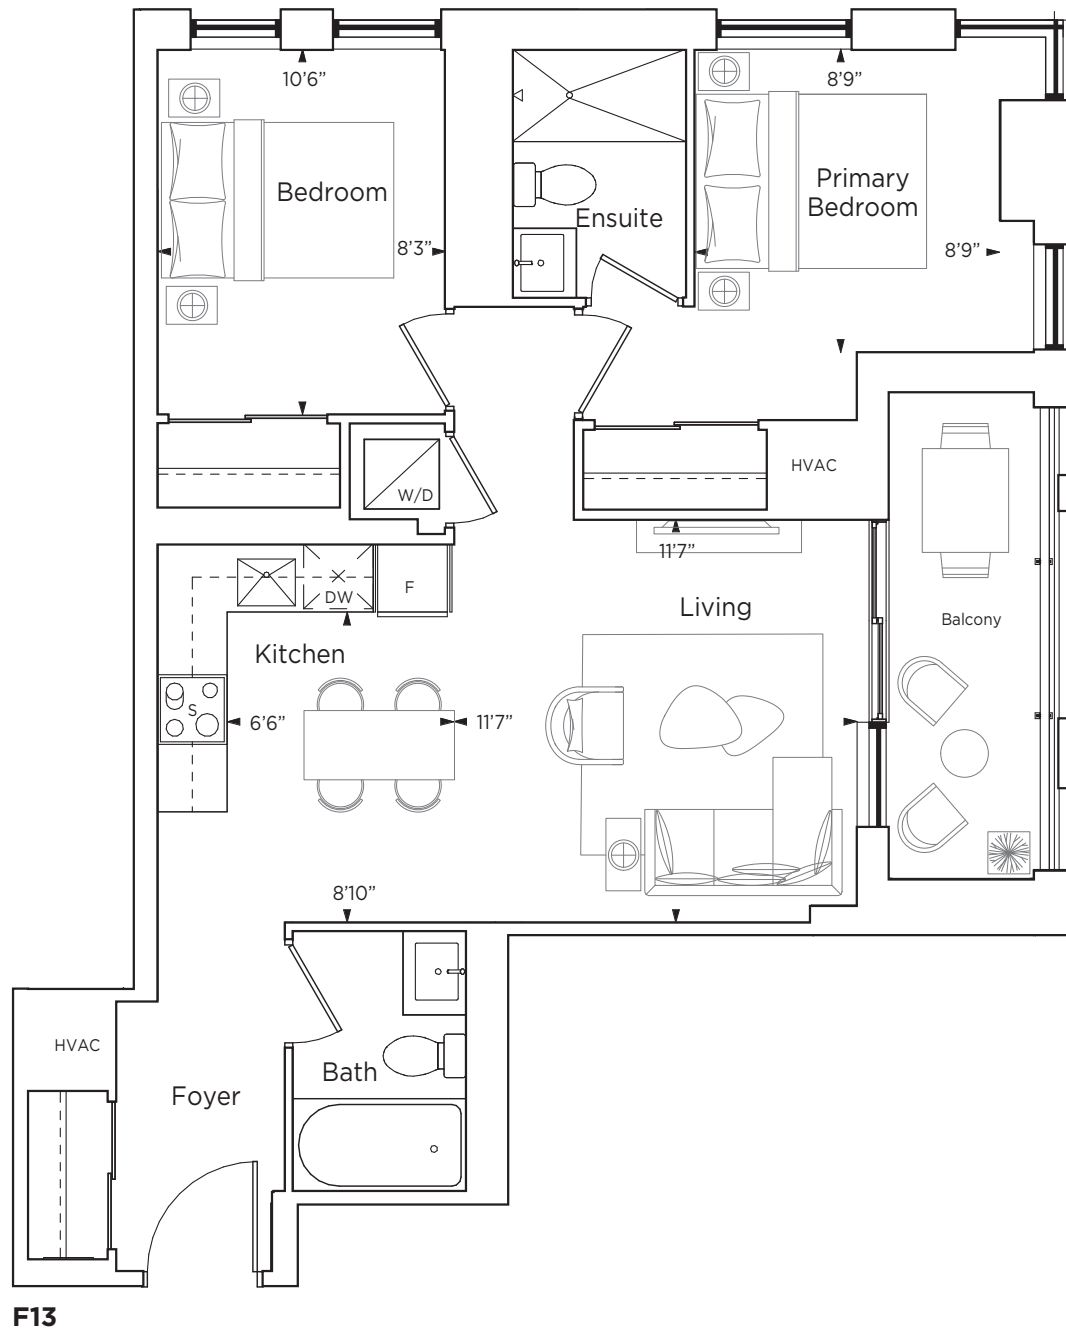 10’6”
8’9”
Bedroom
Primary
Bedroom
Ensuite
8’3”
8’9”
HVAC
W/D
11’7”
DW
F
Living
Balcony
Kitchen
S
6’6”
11’7”
8’10”
HVAC
Bath
Foyer
F13